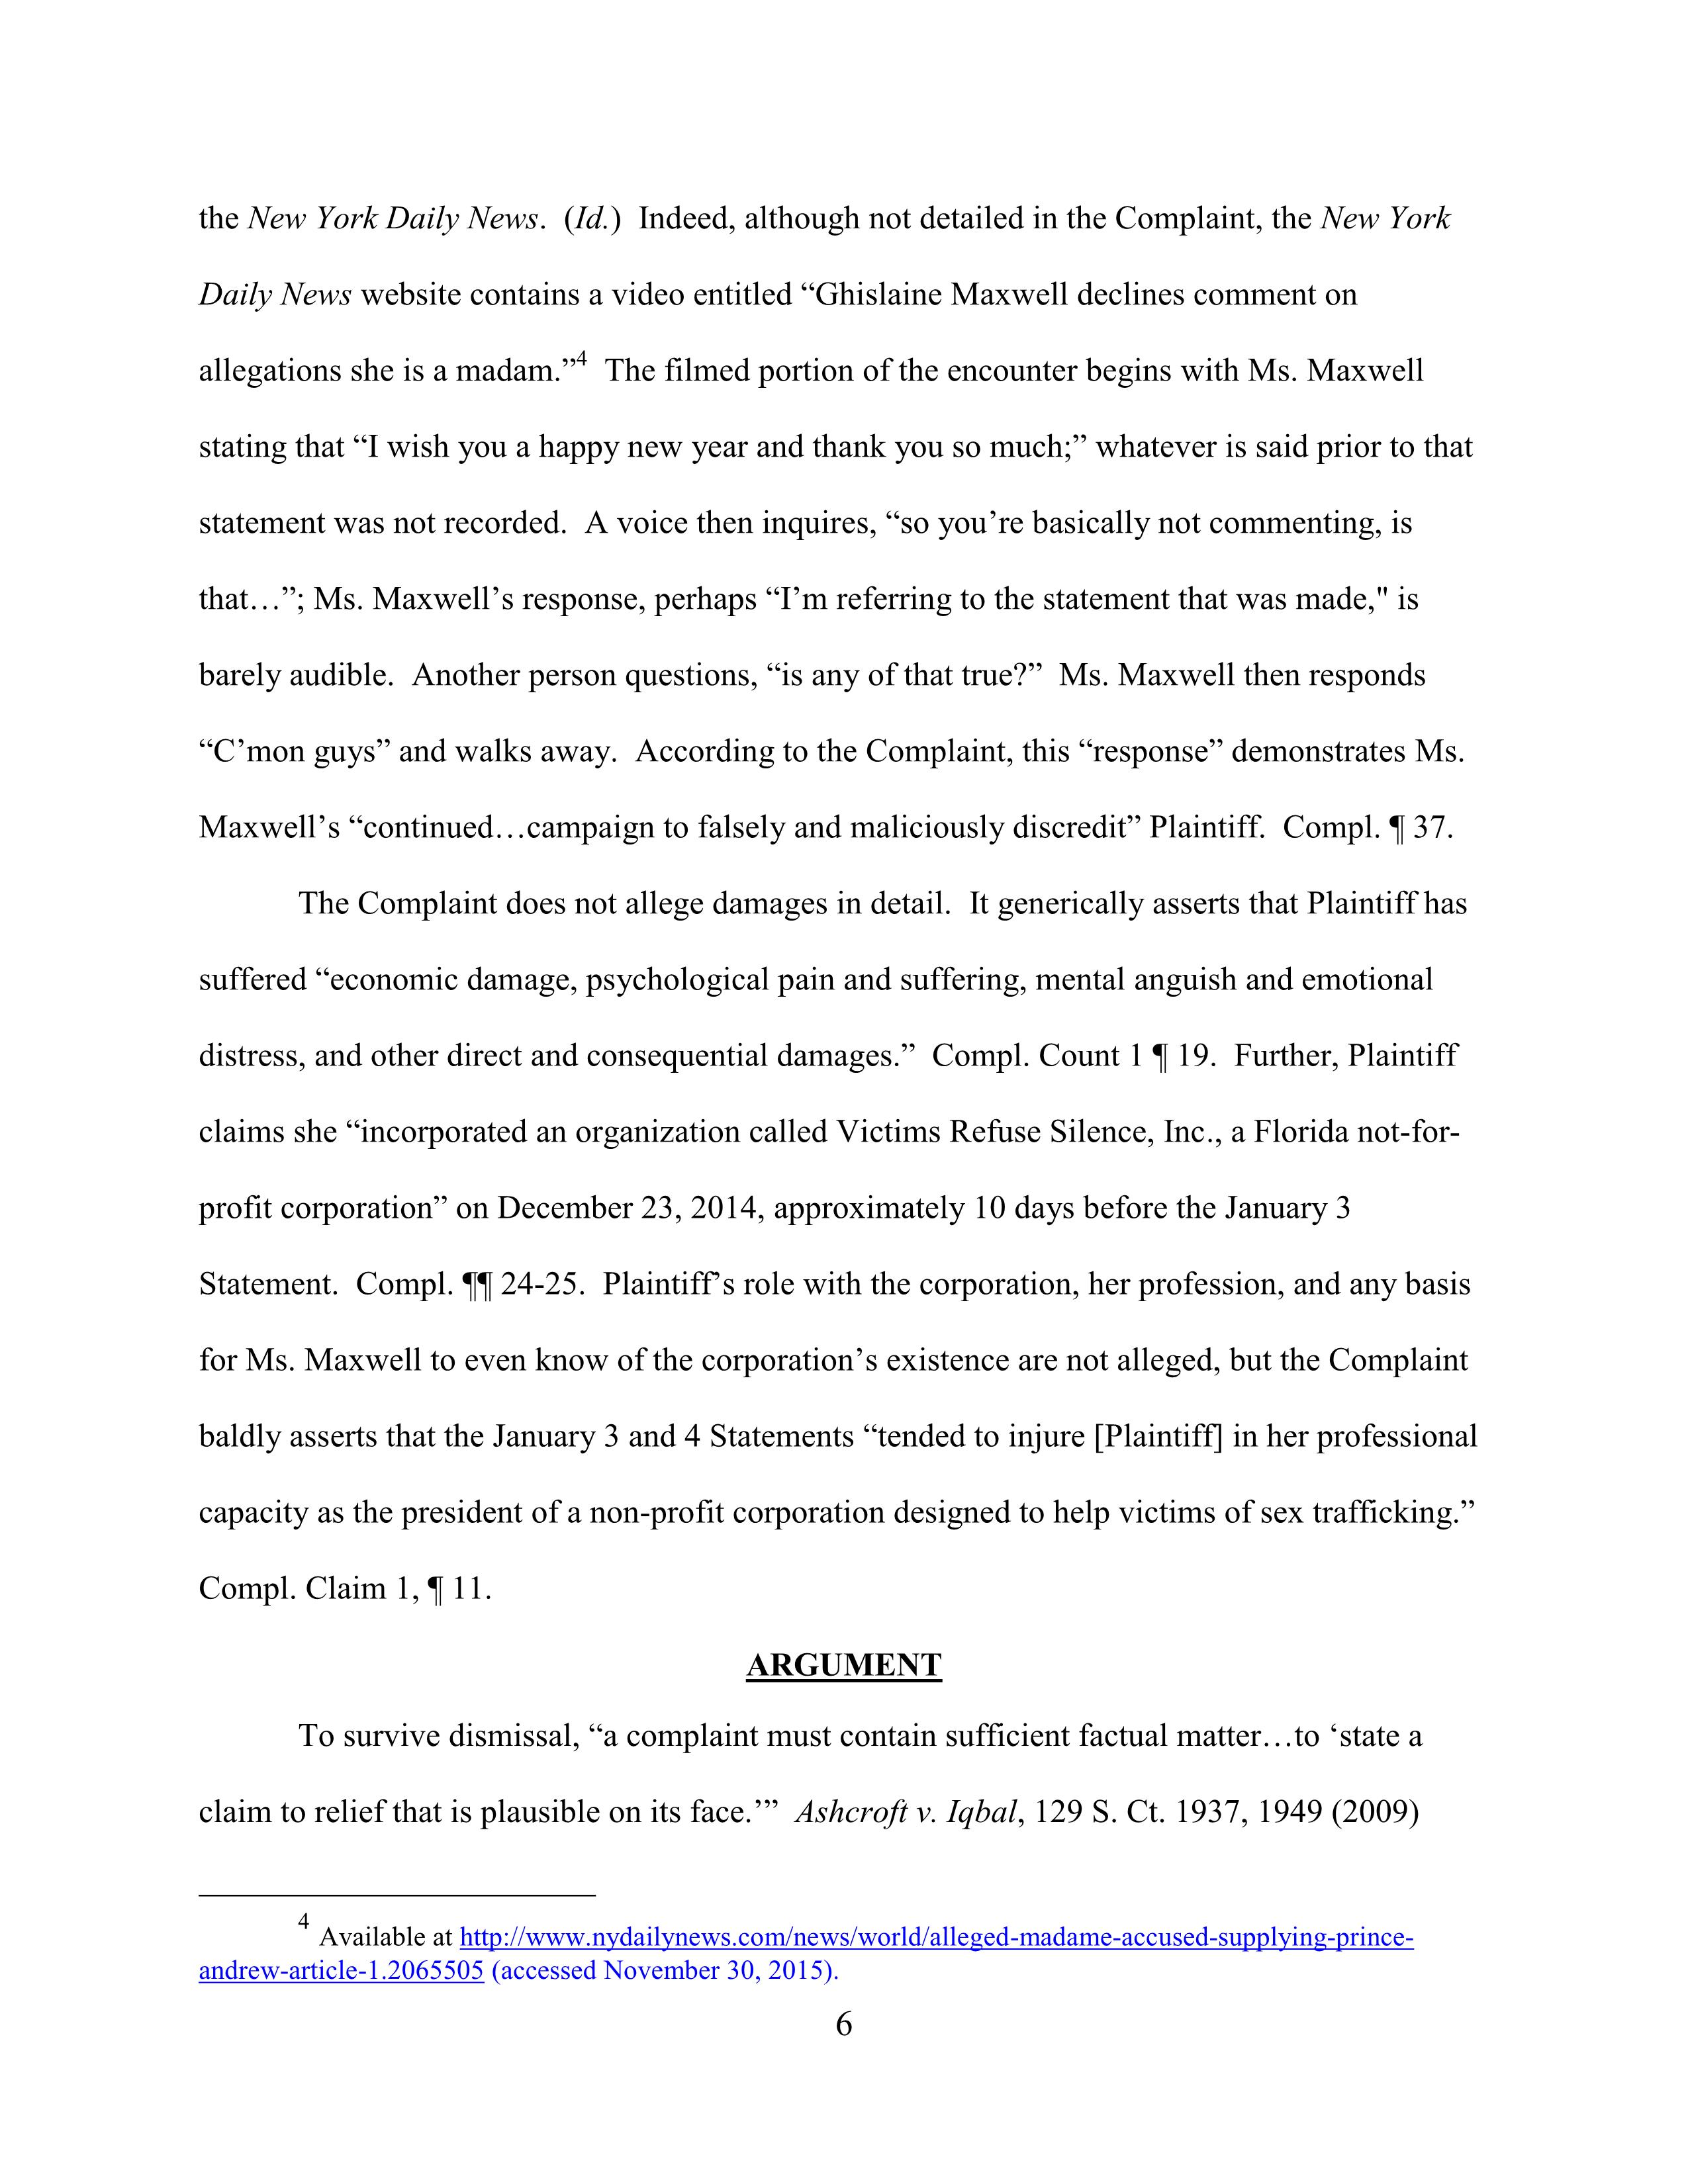 the New York Daily News. (Id.) Indeed, although not detailed in the Complaint, the New York
Daily News website contains a video entitled “Ghislaine Maxwell declines comment on
allegations she is a madam.”4 The filmed portion of the encounter begins with Ms. Maxwell
stating that “I wish you a happy new year and thank you so much;” whatever is said prior to that
statement was not recorded. A voice then inquires, “so you’re basically not commenting, is
that…”; Ms. Maxwell’s response, perhaps “I’m referring to the statement that was made," is
barely audible. Another person questions, “is any of that true?” Ms. Maxwell then responds
“C’mon guys” and walks away. According to the Complaint, this “response” demonstrates Ms.
Maxwell’s “continued…campaign to falsely and maliciously discredit” Plaintiff. Compl. ¶ 37.
The Complaint does not allege damages in detail. It generically asserts that Plaintiff has
suffered “economic damage, psychological pain and suffering, mental anguish and emotional
distress, and other direct and consequential damages.” Compl. Count 1 ¶ 19. Further, Plaintiff
claims she “incorporated an organization called Victims Refuse Silence, Inc., a Florida not-for-
profit corporation” on December 23, 2014, approximately 10 days before the January 3
Statement. Compl. ¶¶ 24-25. Plaintiff’s role with the corporation, her profession, and any basis
for Ms. Maxwell to even know of the corporation’s existence are not alleged, but the Complaint
baldly asserts that the January 3 and 4 Statements “tended to injure [Plaintiff] in her professional
capacity as the president of a non-profit corporation designed to help victims of sex trafficking.”
Compl. Claim 1, ¶ 11.
ARGUMENT
To survive dismissal, “a complaint must contain sufficient factual matter…to ‘state a
claim to relief that is plausible on its face.’” Ashcroft v. Iqbal, 129 S. Ct. 1937, 1949 (2009)
4 Available at http://www.nydailynews.com/news/world/alleged-madame-accused-supplying-prince-
andrew-article-1.2065505 (accessed November 30, 2015).
6